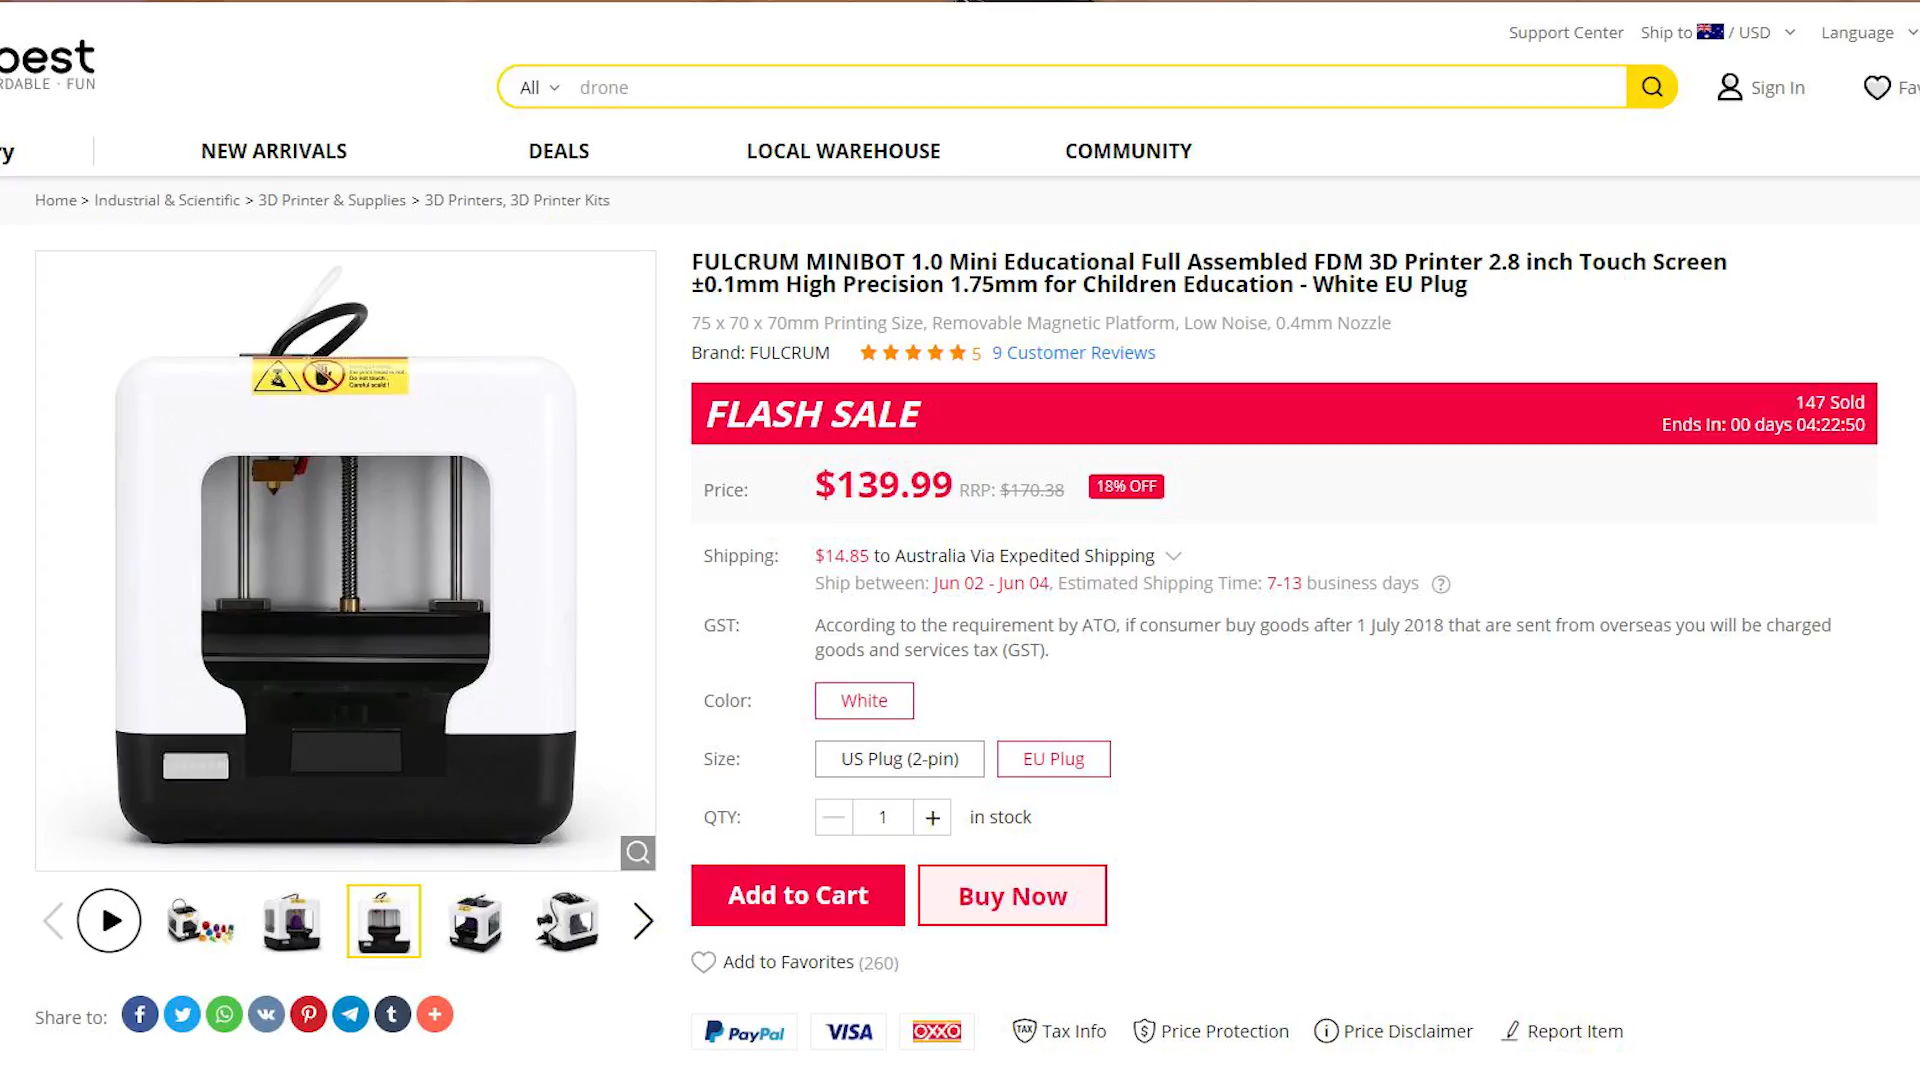 Support Center Ship to / USD Language
best
RDABLE · FUN
All drone
Sign In Fav
ry NEW ARRIVALS DEALS LOCAL WAREHOUSE COMMUNITY
Home > Industrial & Scientific > 3D Printer & Supplies > 3D Printers, 3D Printer Kits
FULCRUM MINIBOT 1.0 Mini Educational Full Assembled FDM 3D Printer 2.8 inch Touch Screen
±0.1mm High Precision 1.75mm for Children Education - White EU Plug
75 x 70 x 70mm Printing Size, Removable Magnetic Platform, Low Noise, 0.4mm Nozzle
Brand: FULCRUM 5 9 Customer Reviews
FLASH SALE
147 Sold
Ends In: 00 days 04:22:50
Price: $139.99 RRP: $170.38 18% OFF
Shipping: $14.85 to Australia Via Expedited Shipping
Ship between: Jun 02 - Jun 04, Estimated Shipping Time: 7-13 business days ?
GST: According to the requirement by ATO, if consumer buy goods after 1 July 2018 that are sent from overseas you will be charged
goods and services tax (GST).
Color: White
Size: US Plug (2-pin) EU Plug
QTY: 1 + in stock
Add to Cart Buy Now
Add to Favorites (260)
Do not touch .
Careful scald !
Share to:
PayPal VISA OXXO TAX Tax Info Price Protection Price Disclaimer Report Item